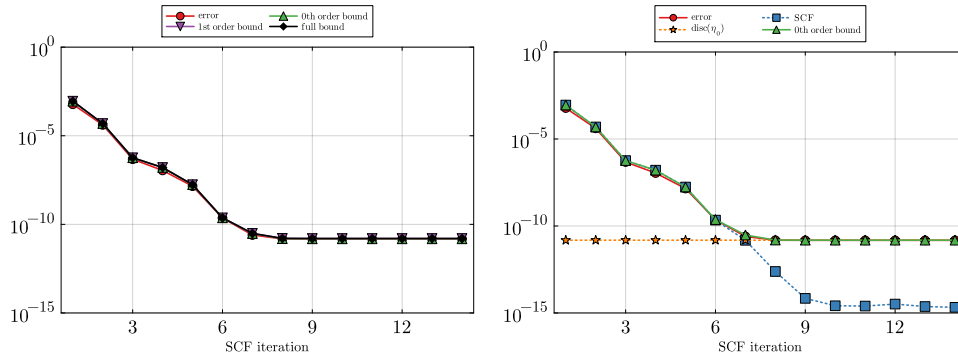 error
0th order bound
1st order bound
full bound
10^0
10^-5
10^-10
10^-15
3
6
9
12
SCF iteration
error
SCF
disc(η_0)
0th order bound
10^0
10^-5
10^-10
10^-15
3
6
9
12
SCF iteration